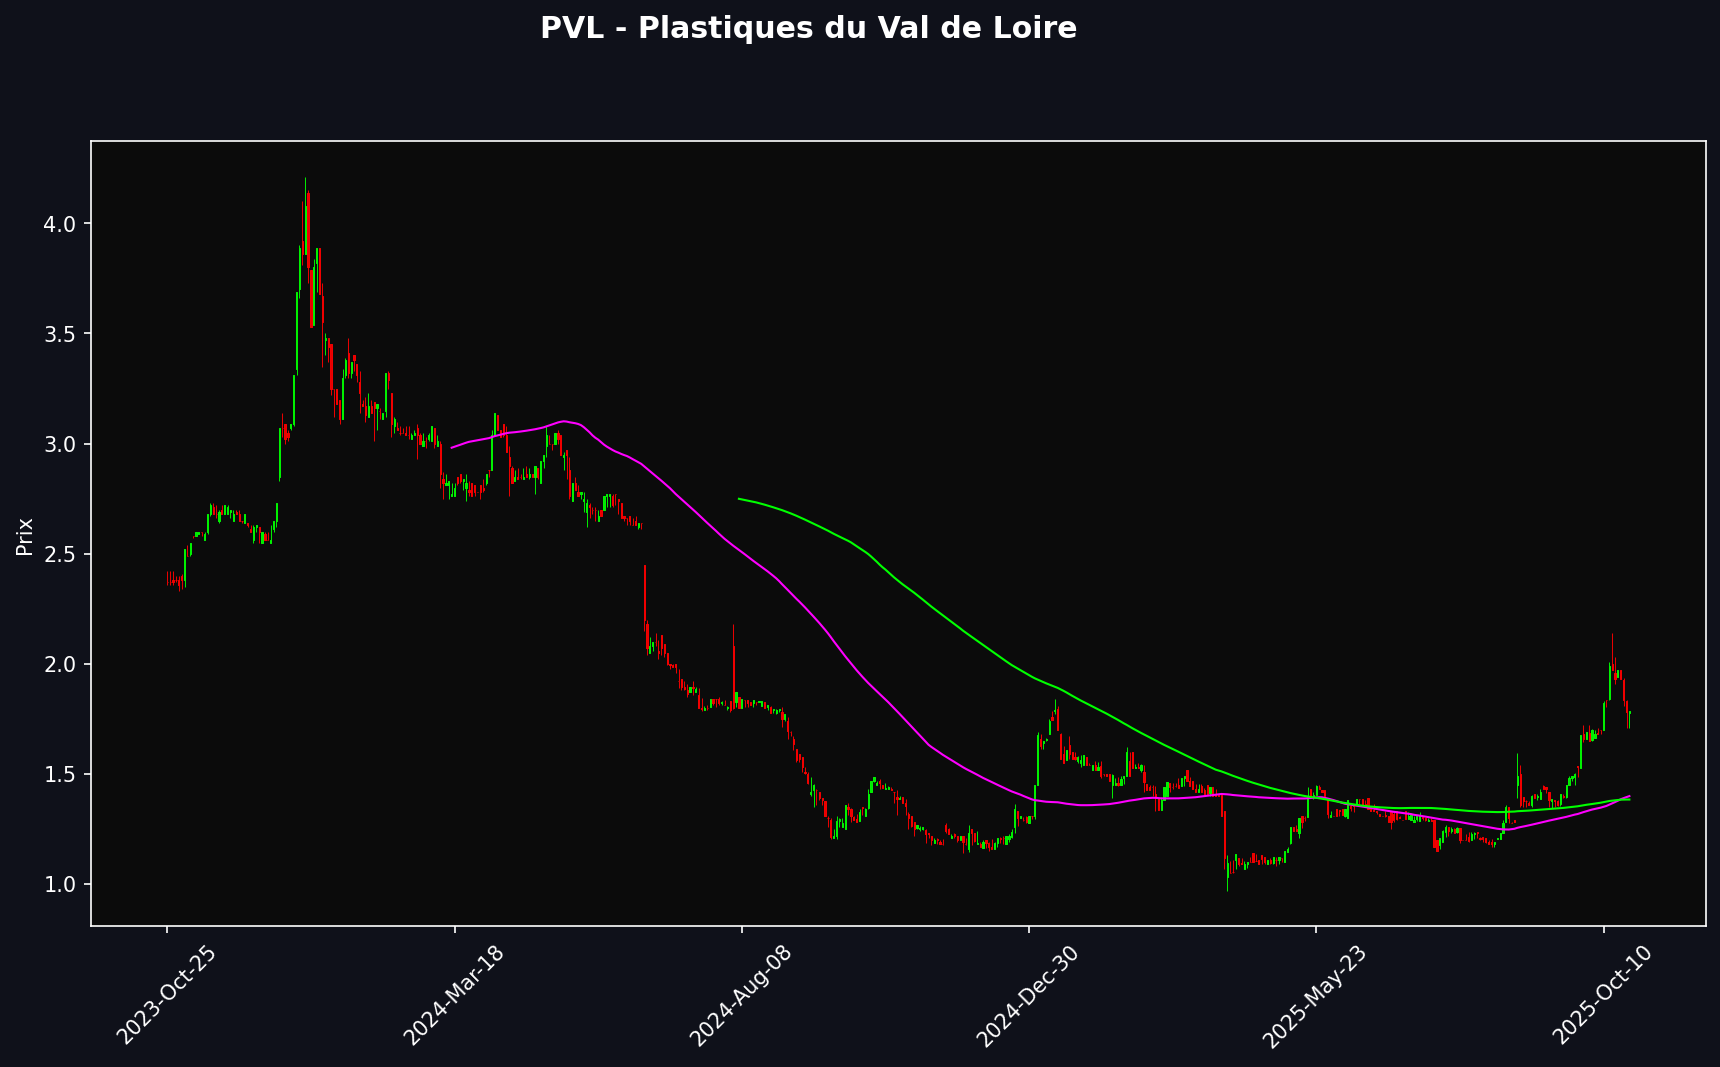 PVL - Plastiques du Val de Loire
Prix
4.0
3.5
3.0
2.5
2.0
1.5
1.0
2023-Oct-25
2024-Mar-18
2024-Aug-08
2024-Dec-30
2025-May-23
2025-Oct-10